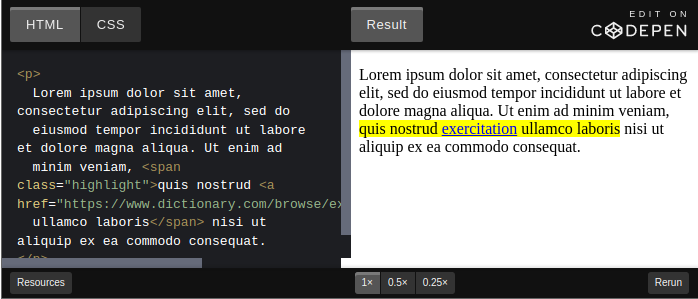 HTML
CSS
Result
EDIT ON
CODEPEN
<p>
Lorem ipsum dolor sit amet,
consectetur adipiscing elit, sed do
eiusmod tempor incididunt ut labore
et dolore magna aliqua. Ut enim ad
minim veniam, <span
class="highlight">quis nostrud <a
href="https://www.dictionary.com/browse/ex
ullamco laboris</span> nisi ut
aliquip ex ea commodo consequat.
</p>
Lorem ipsum dolor sit amet, consectetur adipiscing
elit, sed do eiusmod tempor incididunt ut labore et
dolore magna aliqua. Ut enim ad minim veniam,
quis nostrud exercitation ullamco laboris nisi ut
aliquip ex ea commodo consequat.
Resources
1×
0.5×
0.25×
Rerun